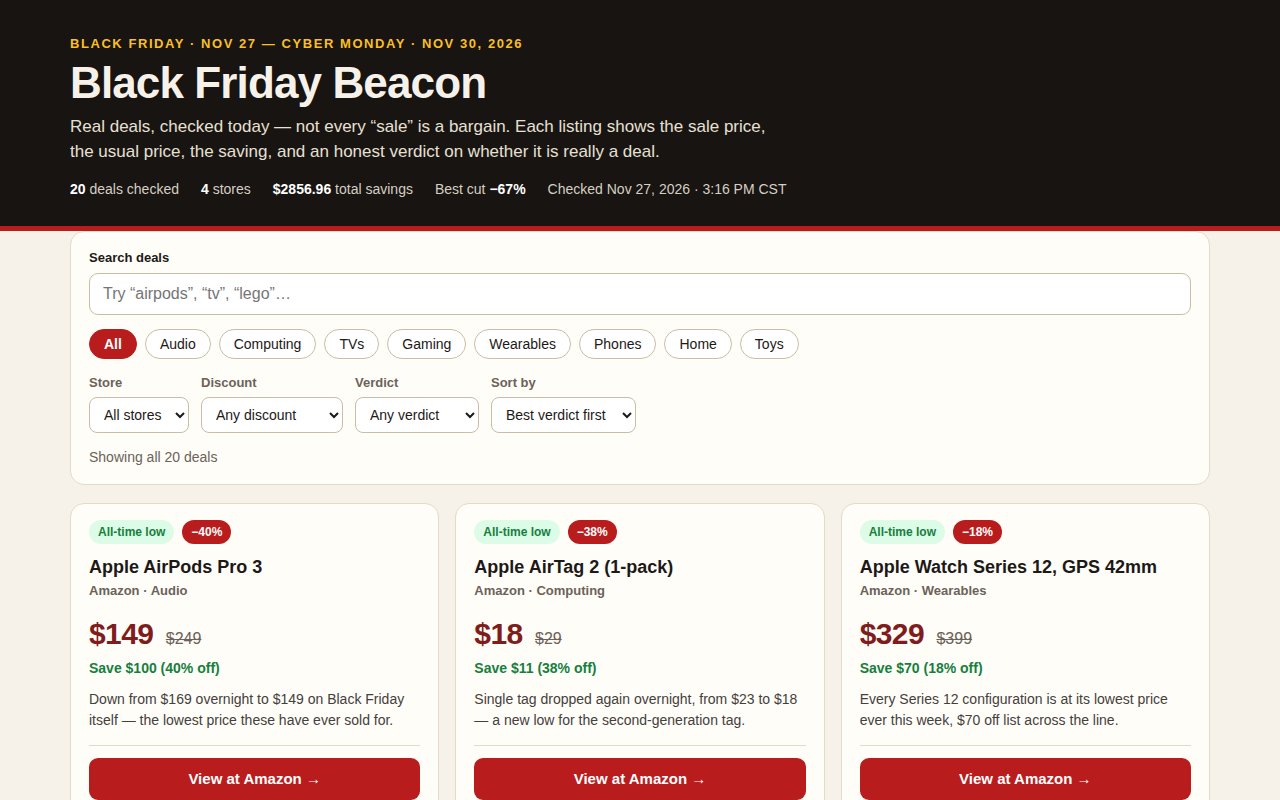 BLACK FRIDAY · NOV 27 — CYBER MONDAY · NOV 30, 2026
Black Friday Beacon
Real deals, checked today — not every “sale” is a bargain. Each listing shows the sale price,
the usual price, the saving, and an honest verdict on whether it is really a deal.
20 deals checked 4 stores $2856.96 total savings Best cut −67% Checked Nov 27, 2026 · 3:16 PM CST
Search deals
Try “airpods”, “tv”, “lego”…
All Audio Computing TVs Gaming Wearables Phones Home Toys
Store Discount Verdict Sort by
All stores Any discount Any verdict Best verdict first
Showing all 20 deals
All-time low −40%
Apple AirPods Pro 3
Amazon · Audio
$149 $249
Save $100 (40% off)
Down from $169 overnight to $149 on Black Friday
itself — the lowest price these have ever sold for.
View at Amazon →
All-time low −38%
Apple AirTag 2 (1-pack)
Amazon · Computing
$18 $29
Save $11 (38% off)
Single tag dropped again overnight, from $23 to $18
— a new low for the second-generation tag.
View at Amazon →
All-time low −18%
Apple Watch Series 12, GPS 42mm
Amazon · Wearables
$329 $399
Save $70 (18% off)
Every Series 12 configuration is at its lowest price
ever this week, $70 off list across the line.
View at Amazon →